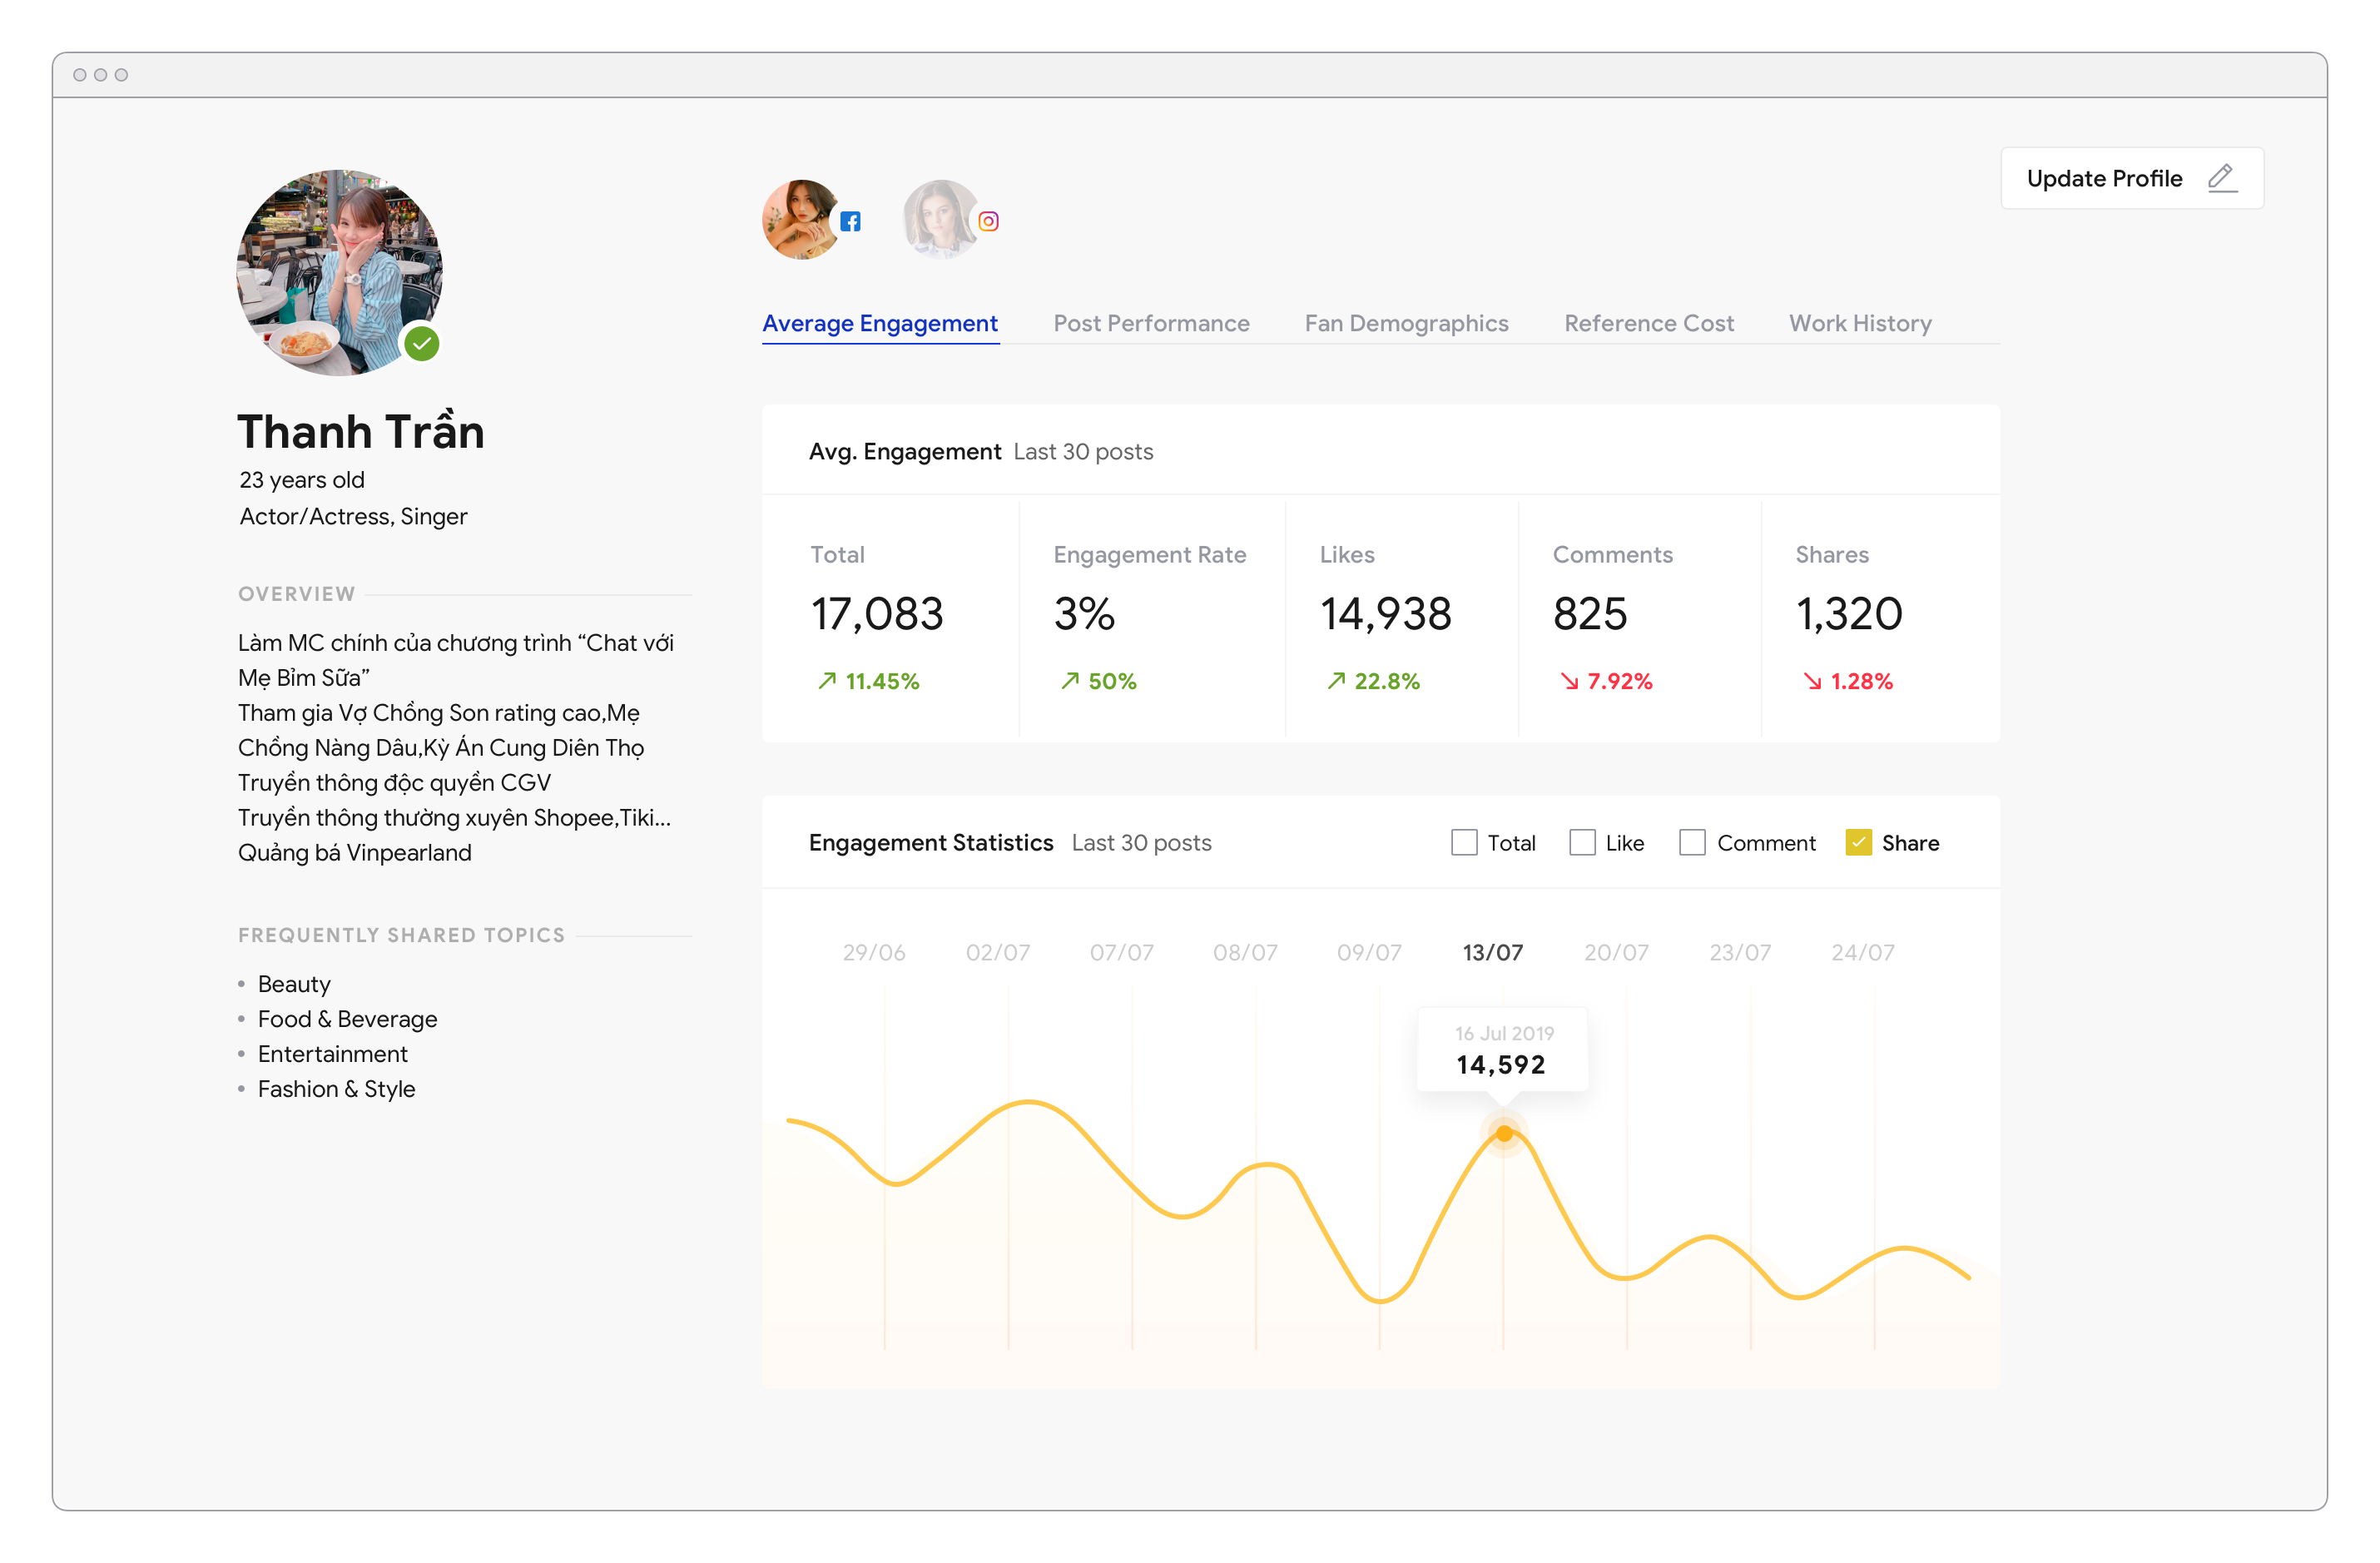 Update Profile
Thanh Trần
23 years old
Actor/Actress, Singer
OVERVIEW
Làm MC chính của chương trình “Chat với
Mẹ Bỉm Sữa”
Tham gia Vợ Chồng Son rating cao,Mẹ
Chồng Nàng Dâu,Kỳ Án Cung Diên Thọ
Truyền thông độc quyền CGV
Truyền thông thường xuyên Shopee,Tiki...
Quảng bá Vinpearland
FREQUENTLY SHARED TOPICS
• Beauty
• Food & Beverage
• Entertainment
• Fashion & Style
Average Engagement Post Performance Fan Demographics Reference Cost Work History
Avg. Engagement Last 30 posts
Total Engagement Rate Likes Comments Shares
17,083 3% 14,938 825 1,320
11.45% 50% 22.8% 7.92% 1.28%
Engagement Statistics Last 30 posts Total Like Comment Share
29/06 02/07 07/07 08/07 09/07 13/07 20/07 23/07 24/07
16 Jul 2019
14,592